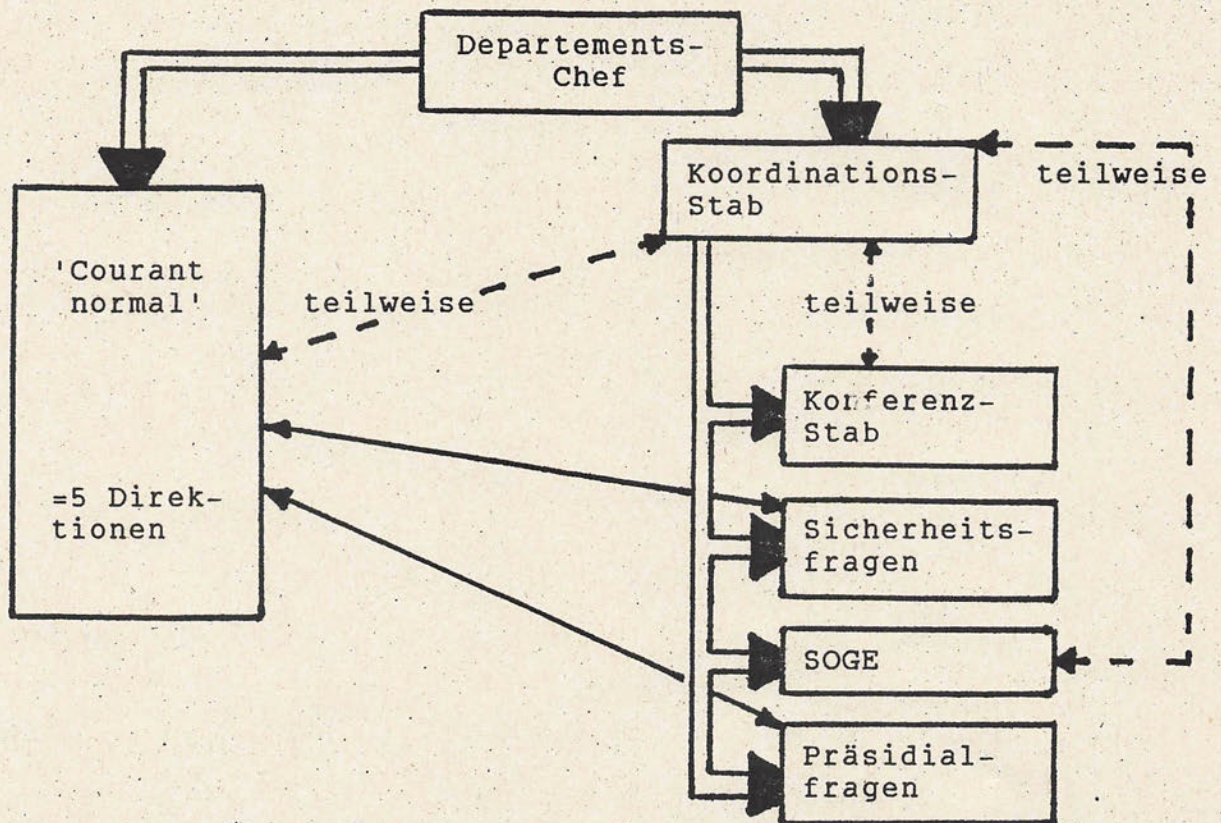 Departements-
Chef
Koordinations-
Stab
teilweise
'Courant
normal'
teilweise
teilweise
Konferenz-
Stab
=5 Direk-
tionen
Sicherheits-
fragen
SOGE
Präsidial-
fragen